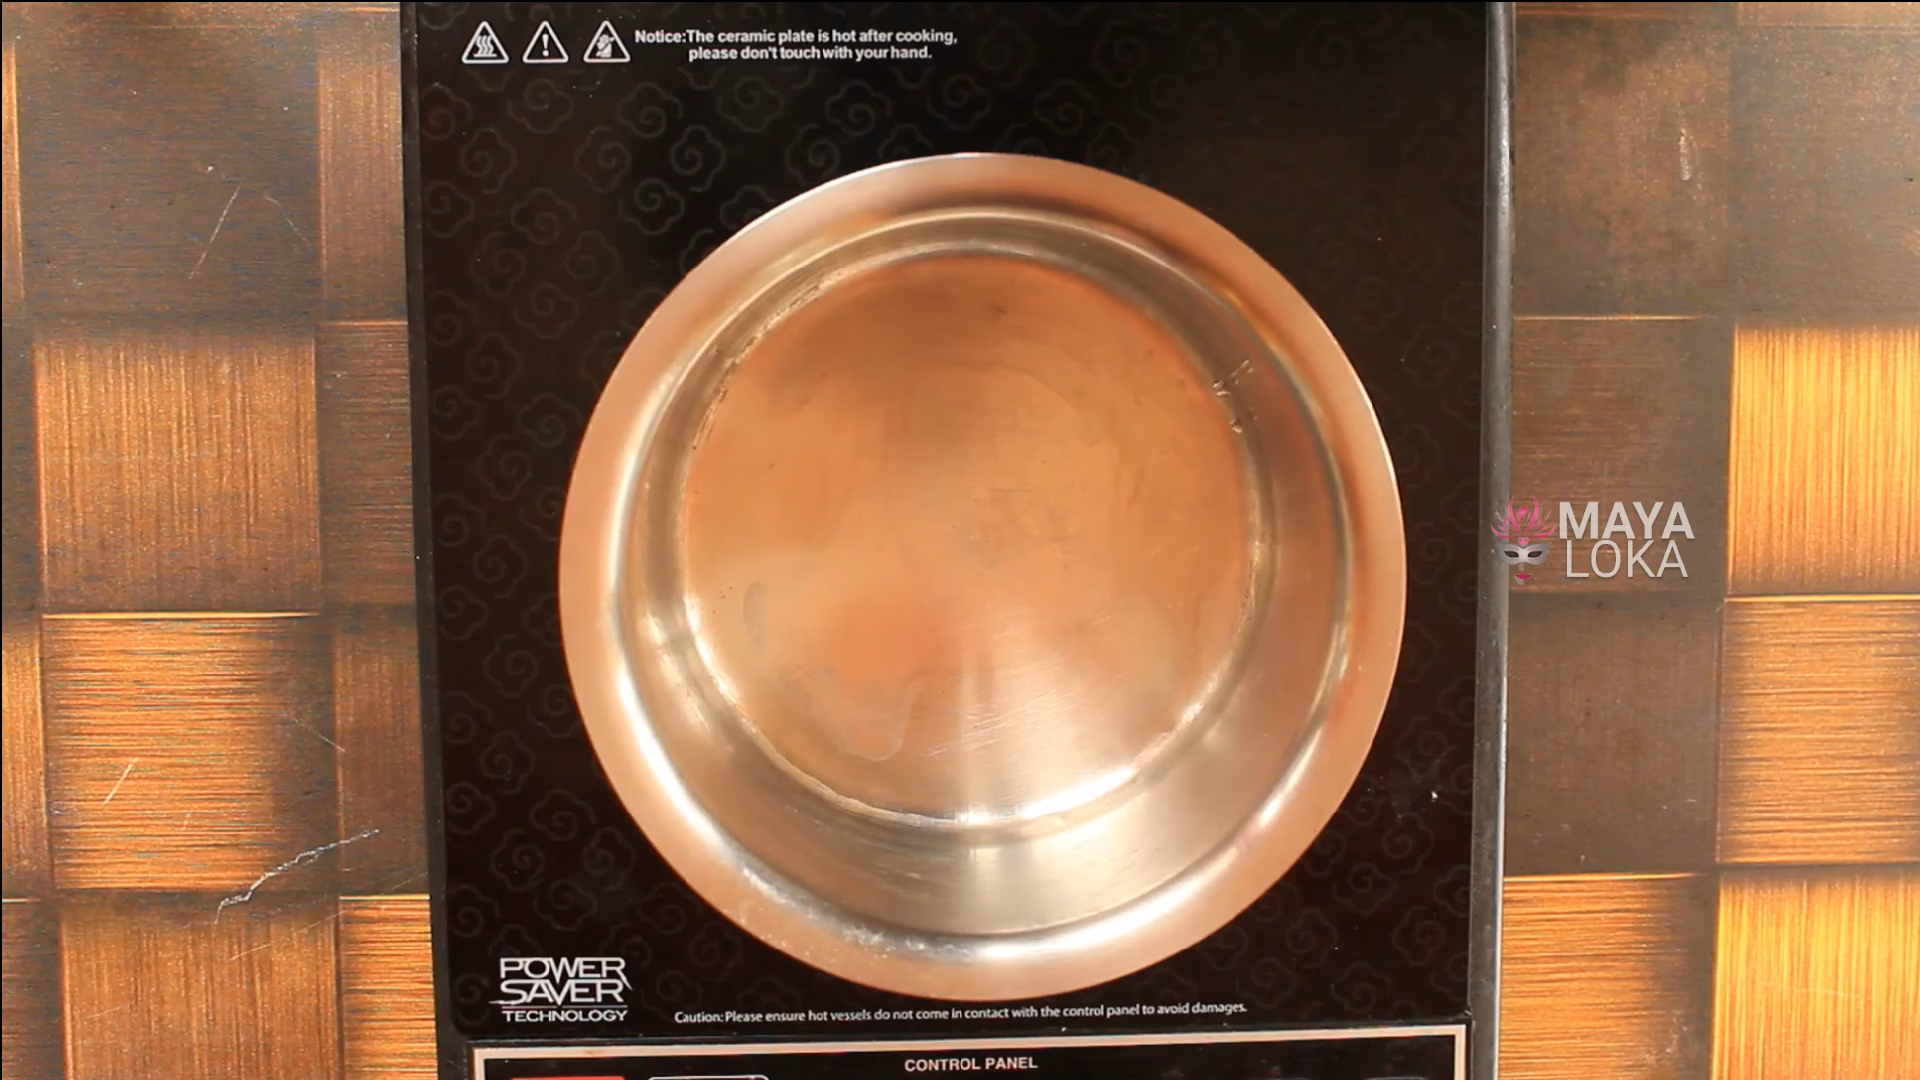 Notice:The ceramic plate is hot after cooking,
please don't touch with your hand.
MAYA
LOKA
POWER
SAVER
TECHNOLOGY
Caution: Please ensure hot vessels do not come in contact with the control panel to avoid damages.
CONTROL PANEL